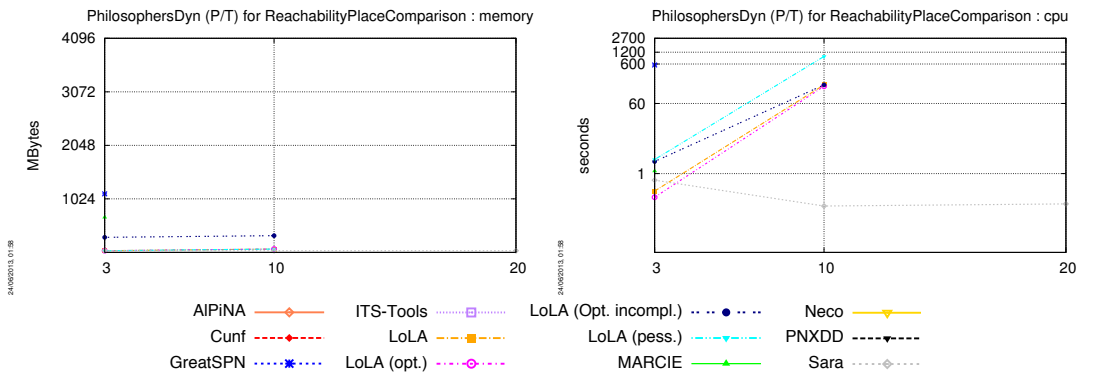 PhilosophersDyn (P/T) for ReachabilityPlaceComparison : memory
4096
3072
2048
1024
MBytes
3
10
20
24/06/2013, 01:58
PhilosophersDyn (P/T) for ReachabilityPlaceComparison : cpu
2700
1200
600
60
1
seconds
3
10
20
24/06/2013, 01:58
AlPiNA
Cunf
GreatSPN
ITS-Tools
LoLA
LoLA (opt.)
LoLA (Opt. incompl.)
LoLA (pess.)
MARCIE
Neco
PNXDD
Sara